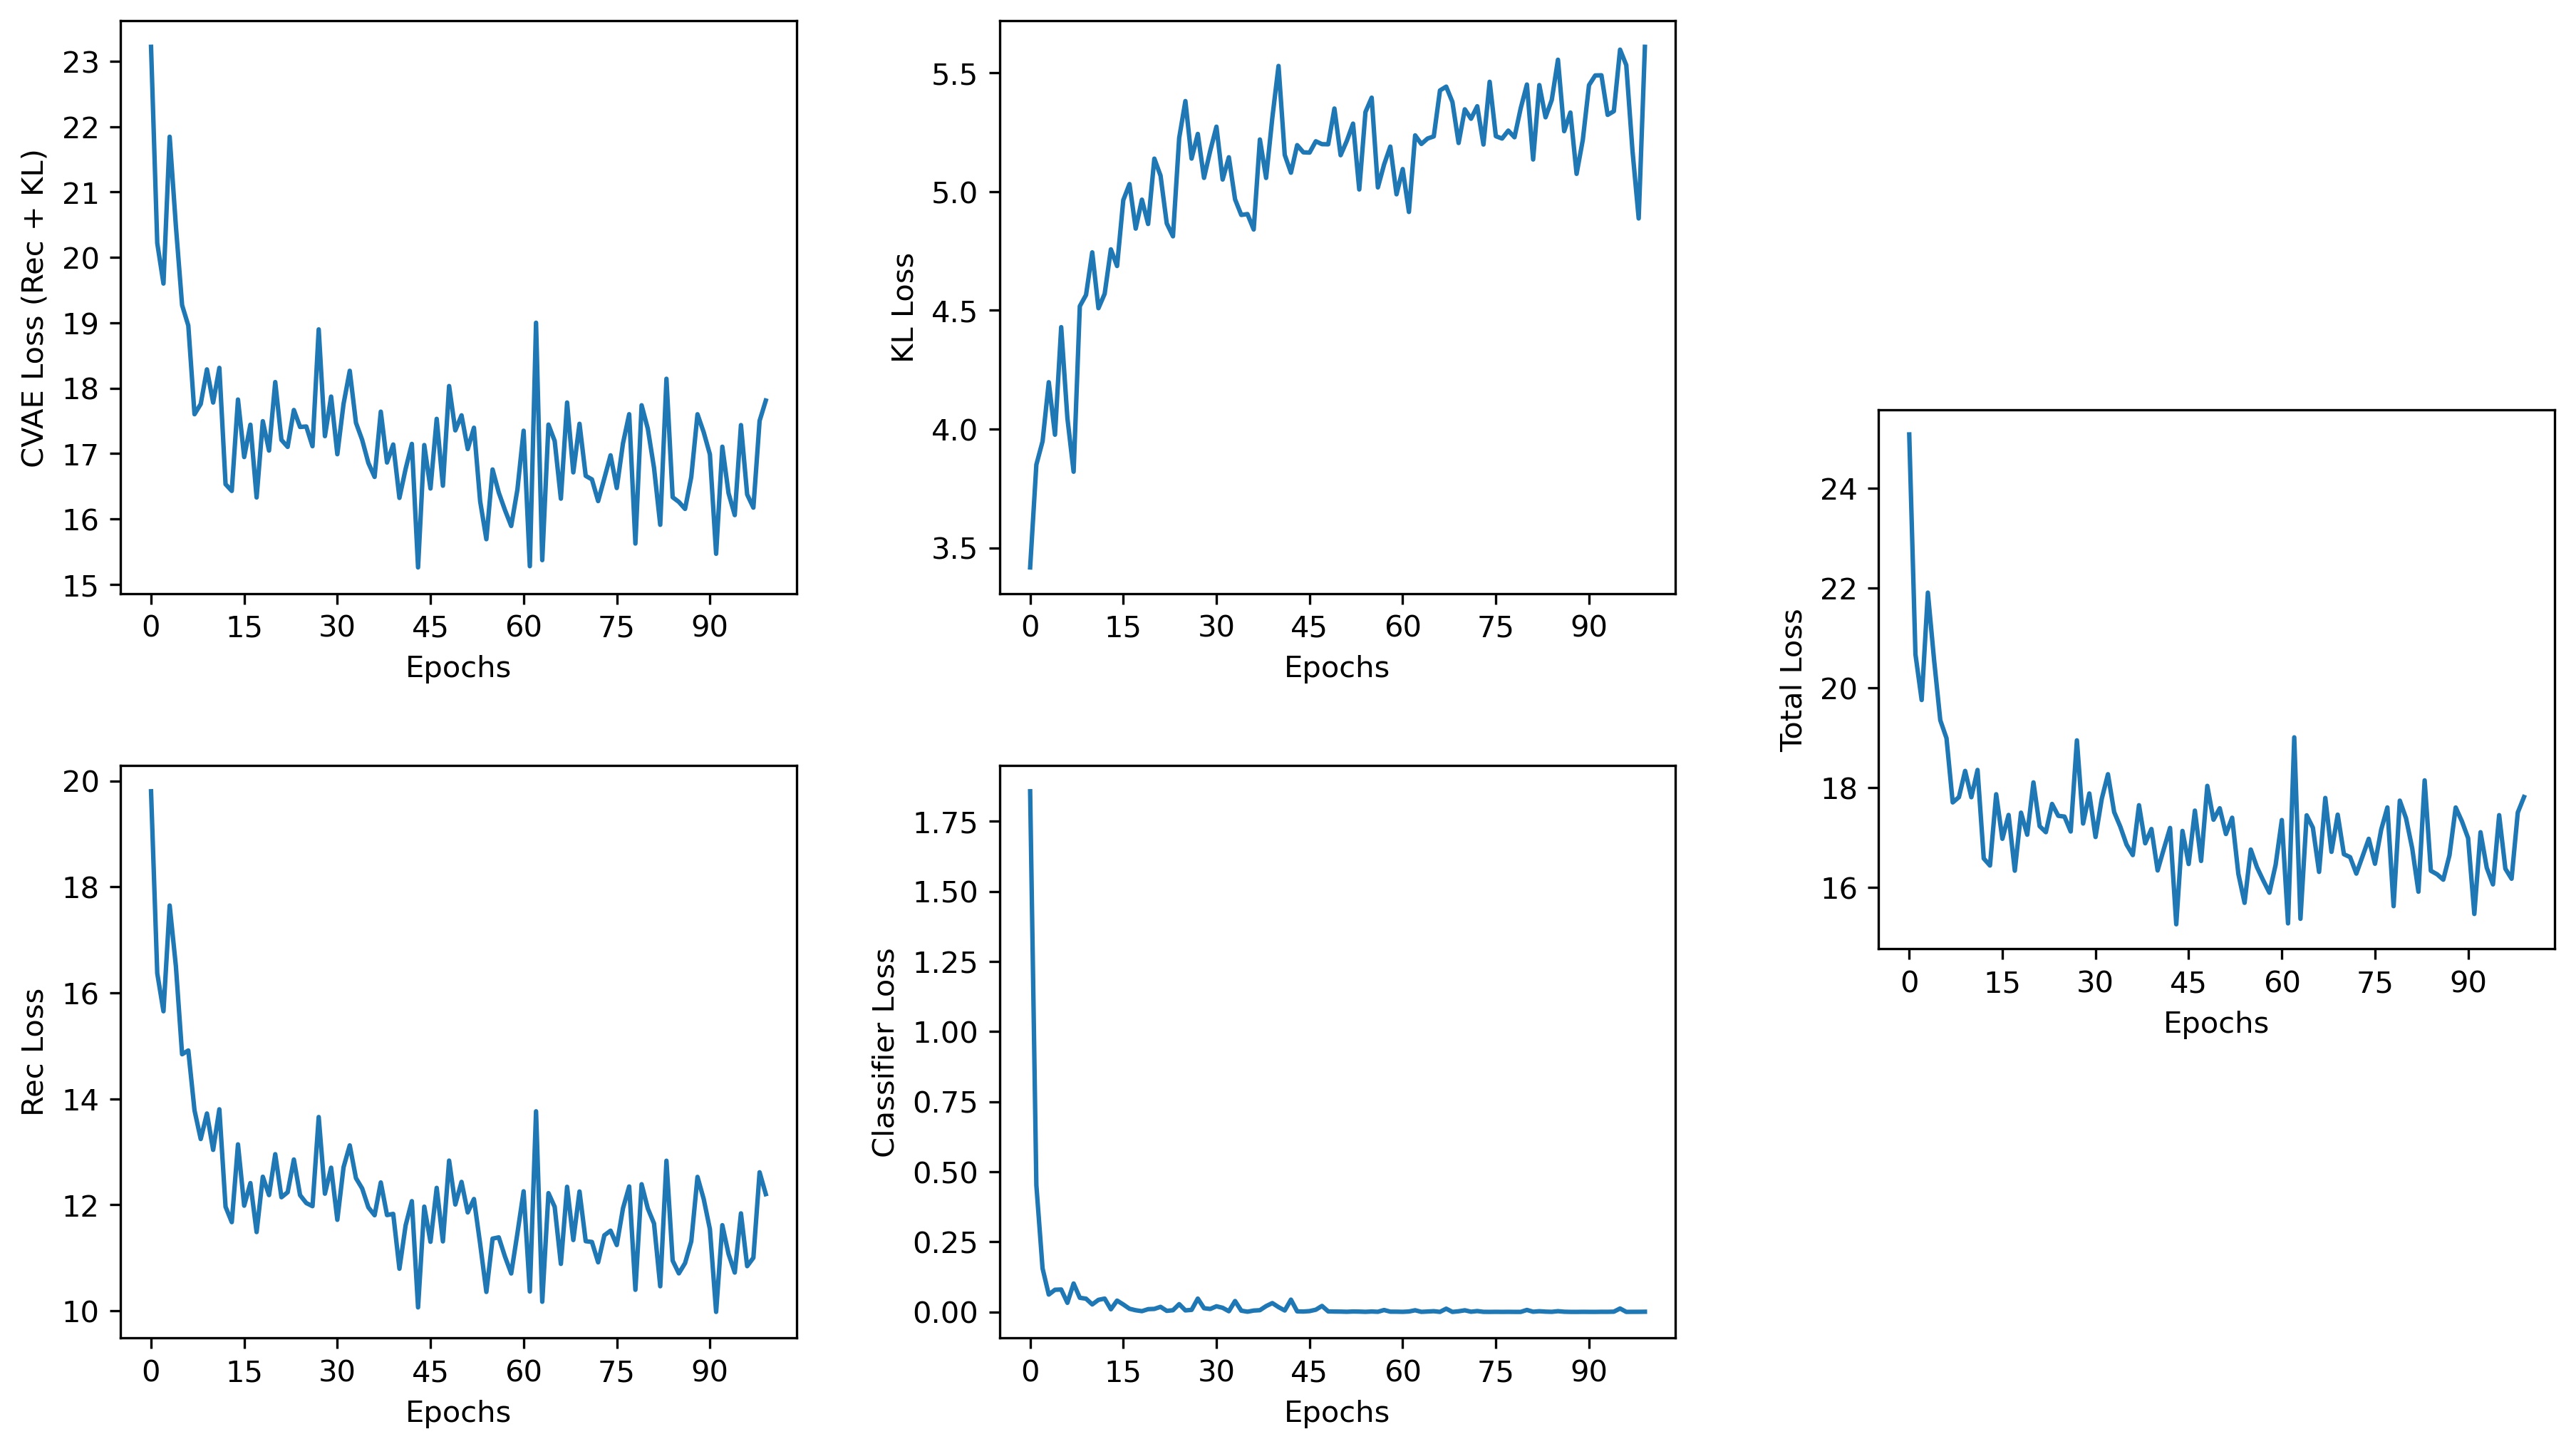 CVAE Loss (Rec + KL)
23
22
21
20
19
18
17
16
15
0 15 30 45 60 75 90
Epochs
KL Loss
5.5
5.0
4.5
4.0
3.5
0 15 30 45 60 75 90
Epochs
Rec Loss
20
18
16
14
12
10
0 15 30 45 60 75 90
Epochs
Classifier Loss
1.75
1.50
1.25
1.00
0.75
0.50
0.25
0.00
0 15 30 45 60 75 90
Epochs
Total Loss
24
22
20
18
16
0 15 30 45 60 75 90
Epochs